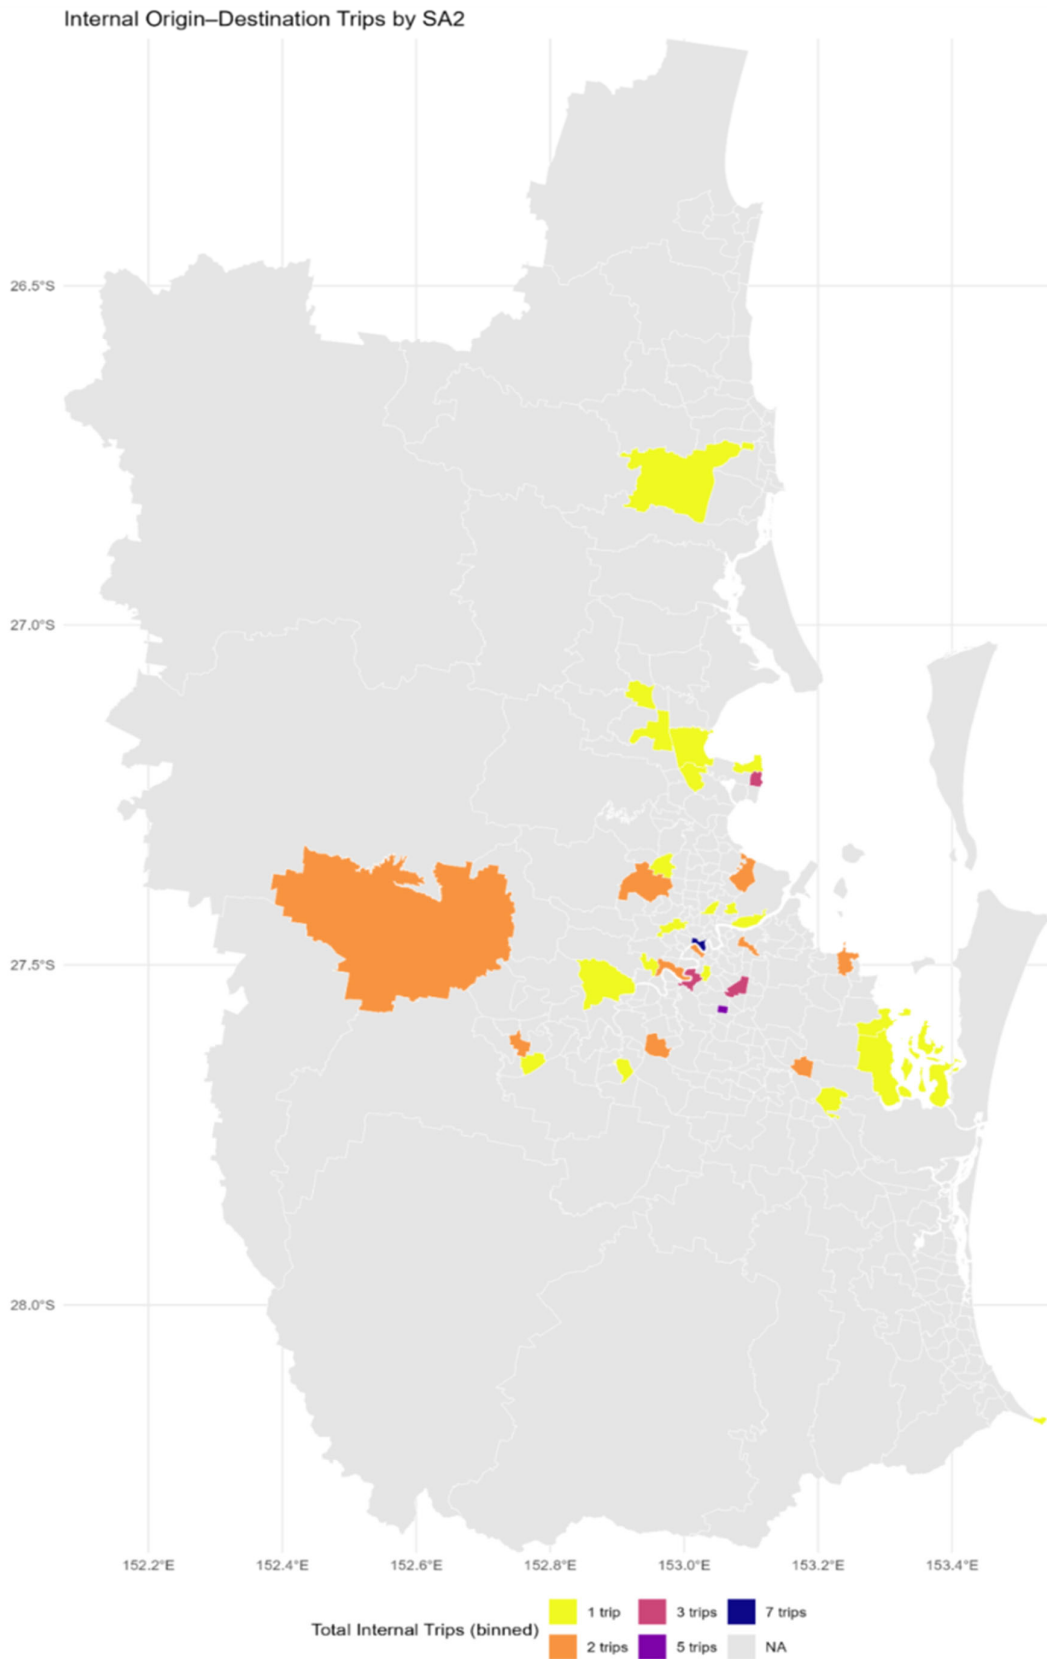 Internal Origin–Destination Trips by SA2
26.5°S
27.0°S
27.5°S
28.0°S
152.2°E 152.4°E 152.6°E 152.8°E 153.0°E 153.2°E 153.4°E
Total Internal Trips (binned)
1 trip 3 trips 7 trips
2 trips 5 trips NA